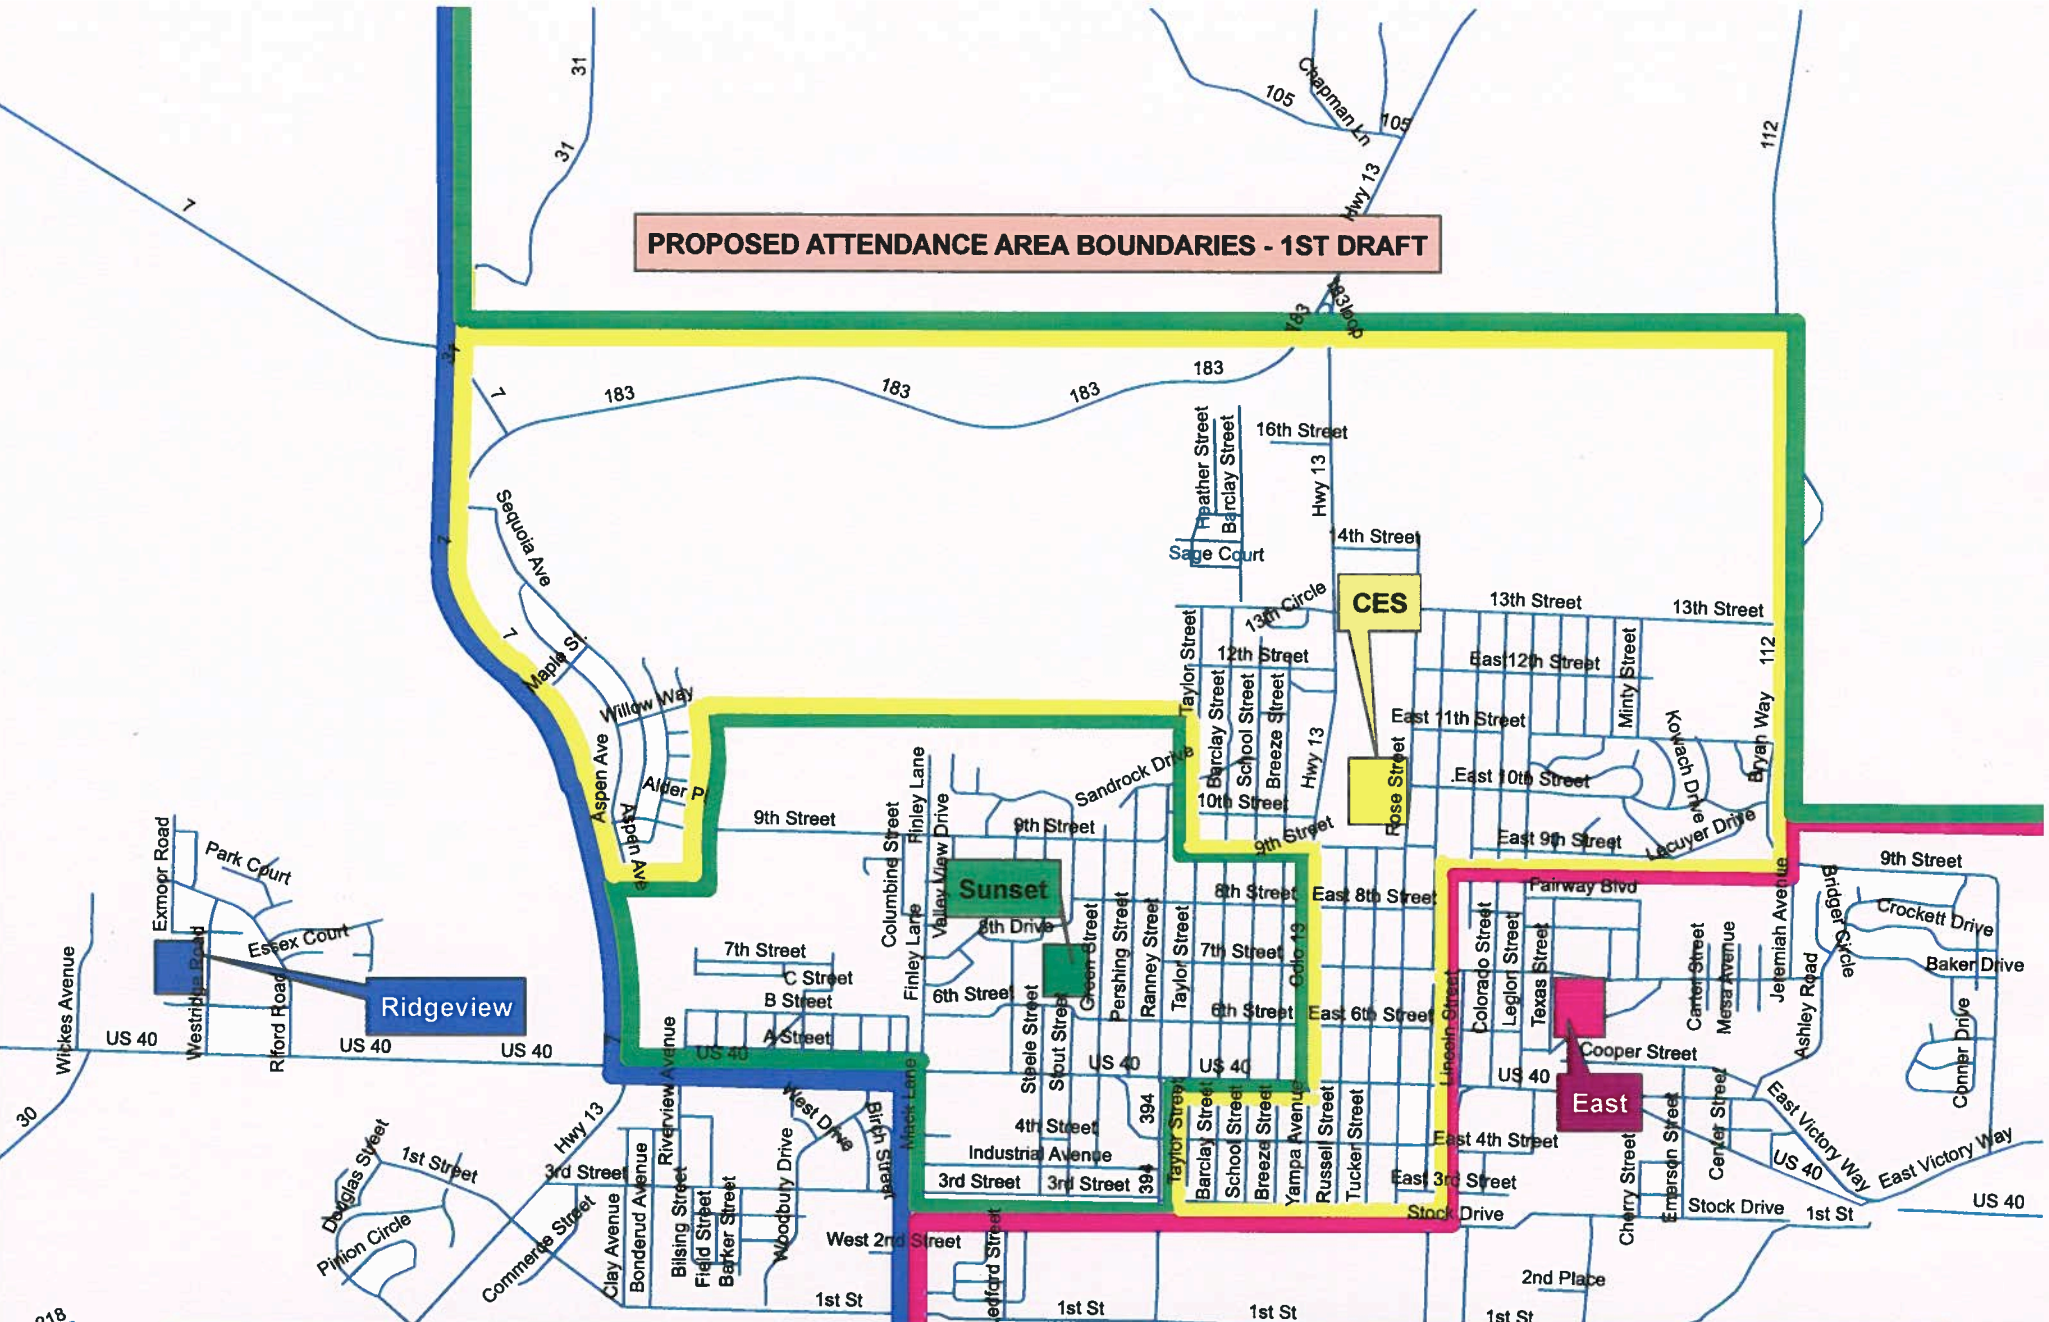 31
105
Chapman Ln
105
112
31
Hwy 13
7
PROPOSED ATTENDANCE AREA BOUNDARIES - 1ST DRAFT
183
183loop
31
7
183
183
183
183
Heather Street
Barclay Street
16th Street
Hwy 13
Sequoia Ave
7
14th Street
Sage Court
13th Circle
CES
13th Street
13th Street
7
Maple St.
Taylor Street
12th Street
East12th Street
Minty Street
112
Willow Way
Barclay Street
School Street
Breeze Street
Hwy 13
East 11th Street
Kowach Drive
Bryan Way
Aspen Ave
Alder Pl
Finley Lane
Sandrock Drive
Rose Street
East 10th Street
10th Street
Aspen Ave
9th Street
Columbine Street
Valley View Drive
9th Street
9th Street
East 9th Street
Lecuyer Drive
Exmoor Road
Park Court
9th Street
Sunset
8th Street
East 8th Street
Fairway Blvd
Jeremiah Avenue
Bridger Circle
Crockett Drive
Essex Court
Westridge Road
Wickes Avenue
Finley Lane
8th Drive
Green Street
Pershing Street
Ranney Street
Taylor Street
7th Street
Colo 13
Colorado Street
Legion Street
Texas Street
Carter Street
Mesa Avenue
Ashley Road
Baker Drive
7th Street
C Street
B Street
A Street
6th Street
Ridgeview
Riford Road
6th Street
East 6th Street
Lincoln Street
Conner Drive
US 40
US 40
US 40
7
US 40
Riverview Avenue
Steele Street
Stout Street
US 40
US 40
US 40
Cooper Street
East
30
Hwy 13
West Drive
Birch Street
Mack Lane
394
4th Street
Industrial Avenue
3rd Street
3rd Street
394
Taylor Street
Barclay Street
School Street
Breeze Street
Yampa Avenue
Russell Street
Tucker Street
East 4th Street
East 3rd Street
Stock Drive
Cherry Street
Emerson Street
Center Street
East Victory Way
US 40
East Victory Way
US 40
Stock Drive
1st St
Douglas Street
1st Street
3rd Street
Pinion Circle
Commerce Street
Clay Avenue
Bondend Avenue
Bilsing Street
Field Street
Barker Street
Woodbury Drive
West 2nd Street
2nd Place
1st St
1st St
1st St
1st St